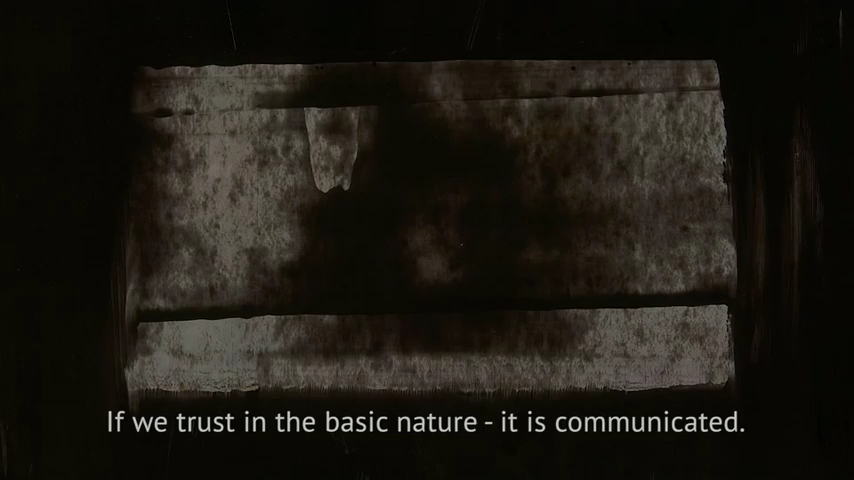 If we trust in the basic nature - it is communicated.